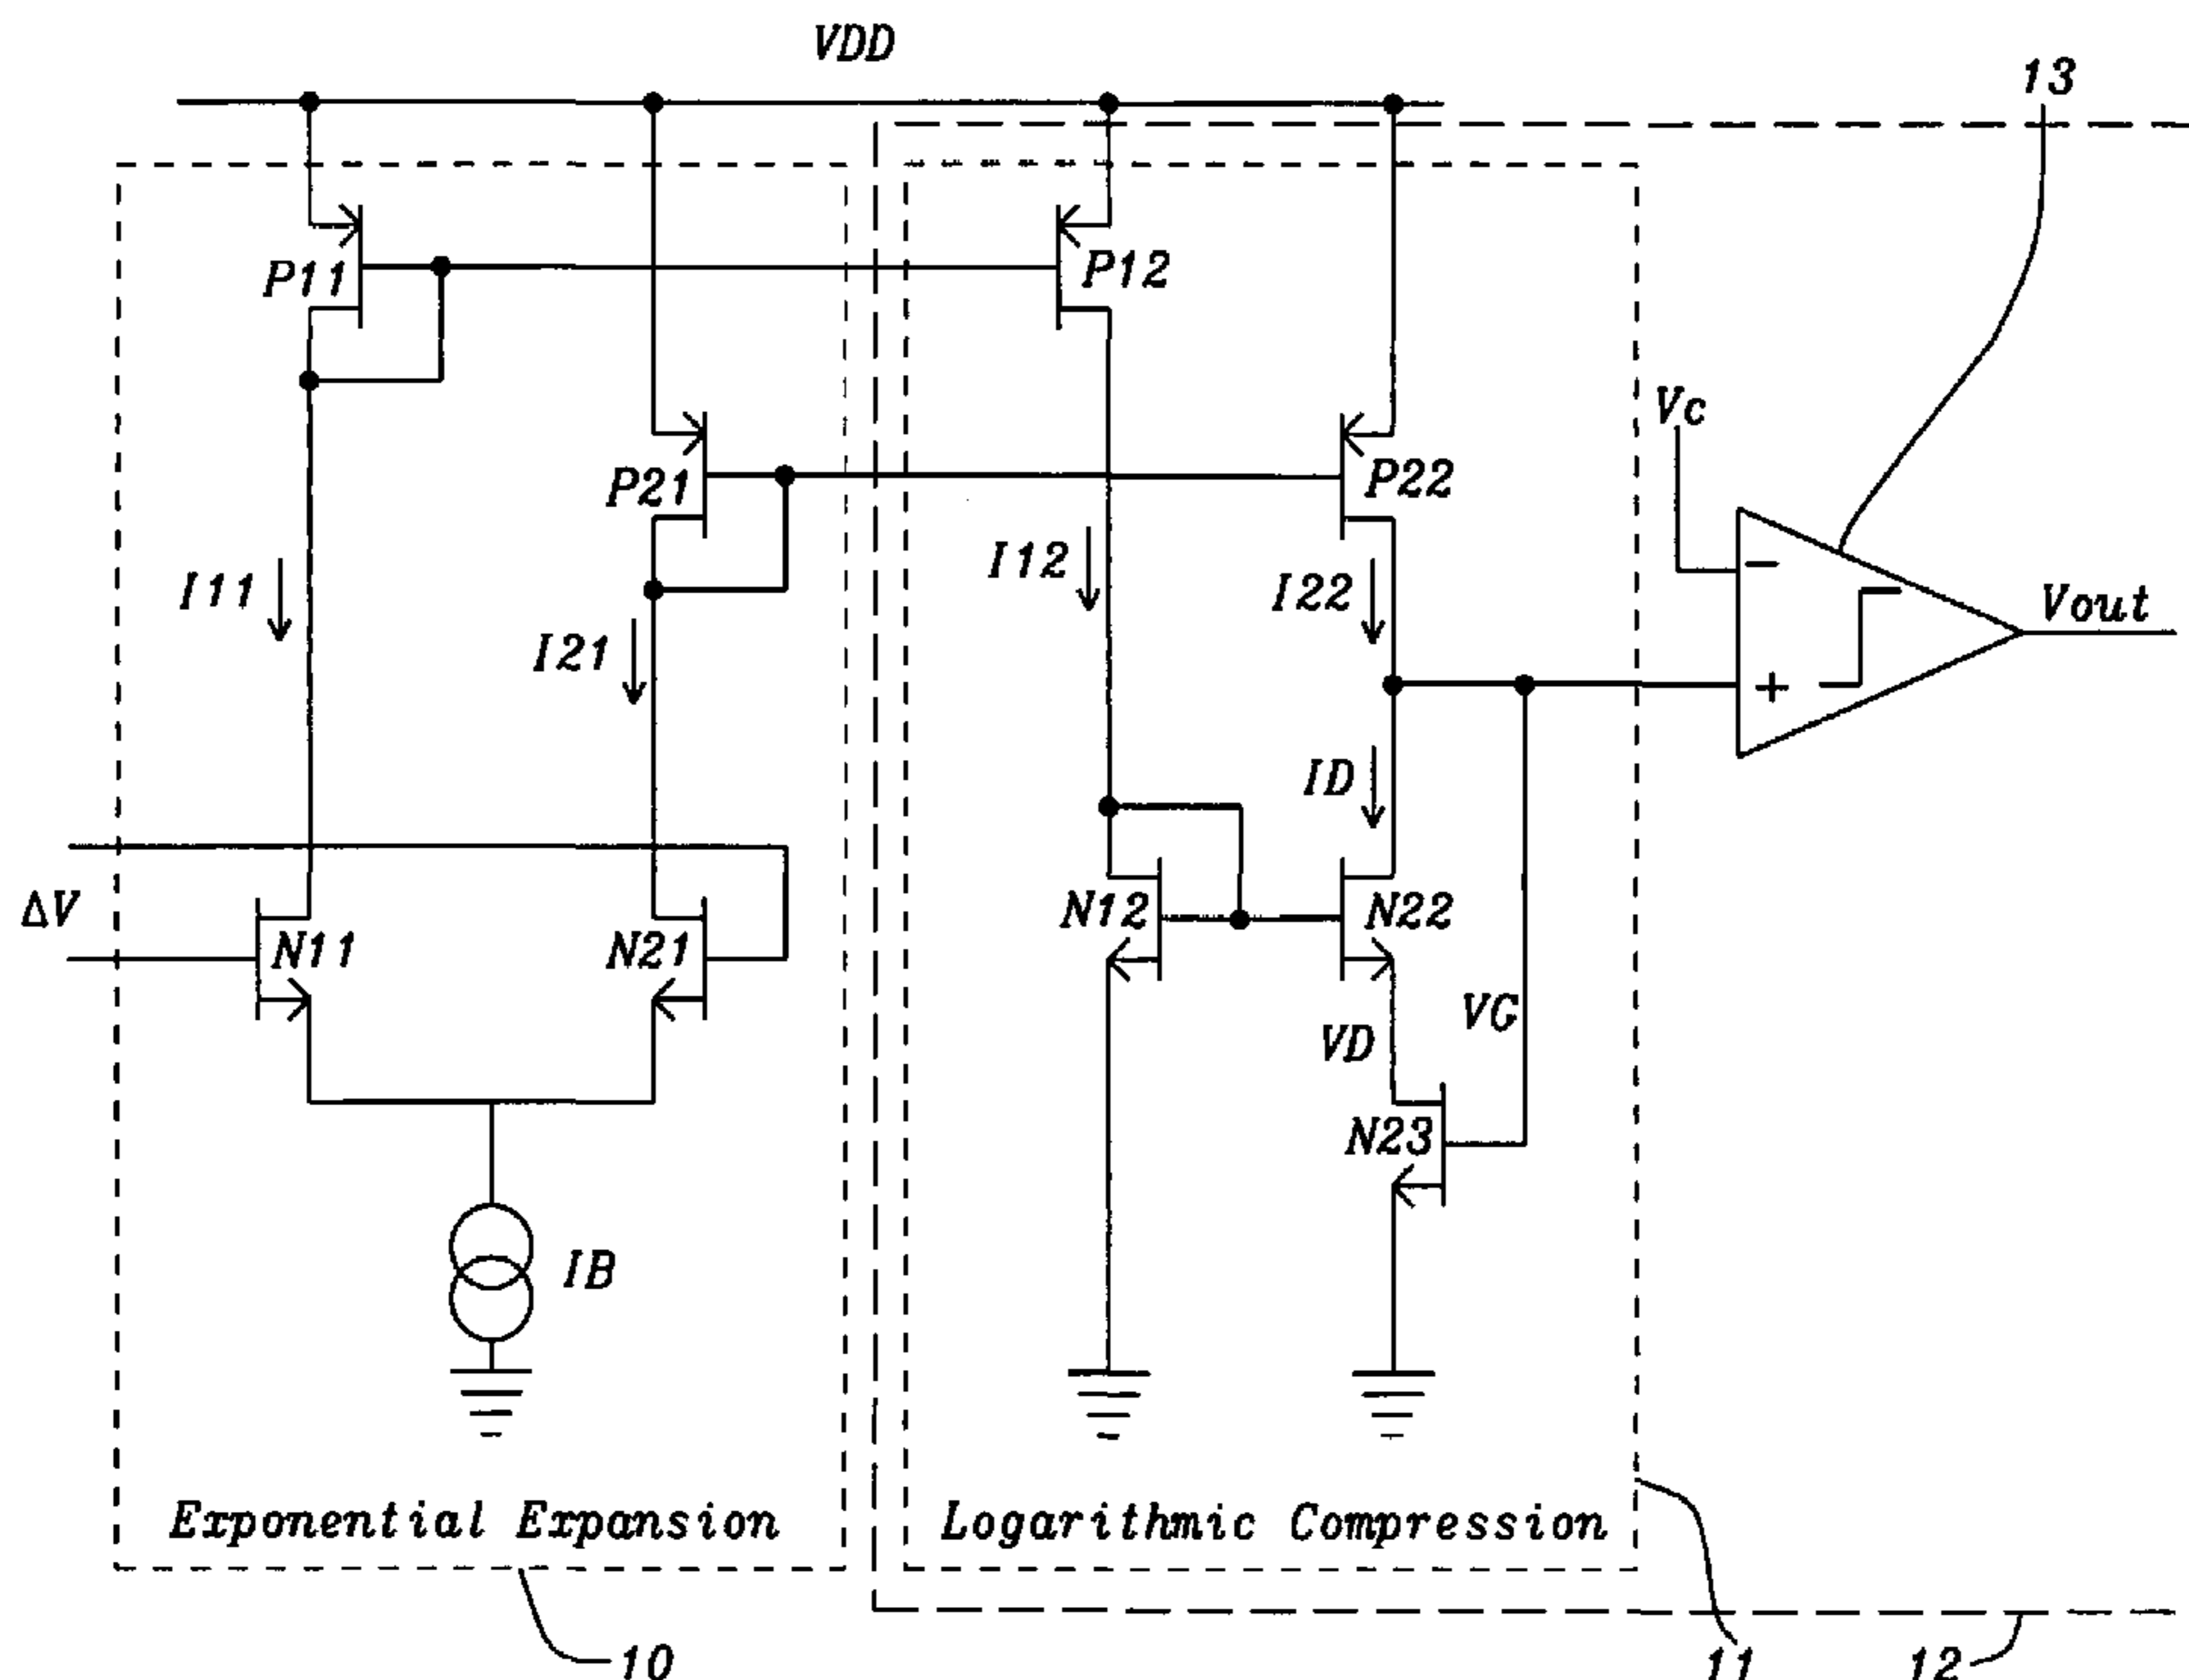 VDD
13
P11
P12
Vc
P21
P22
I11
I12
I22
Vout
I21
−
+
ID
ΔV
N11
N21
N12
N22
VG
VD
N23
IB
Exponential Expansion
Logarithmic Compression
10
11
12